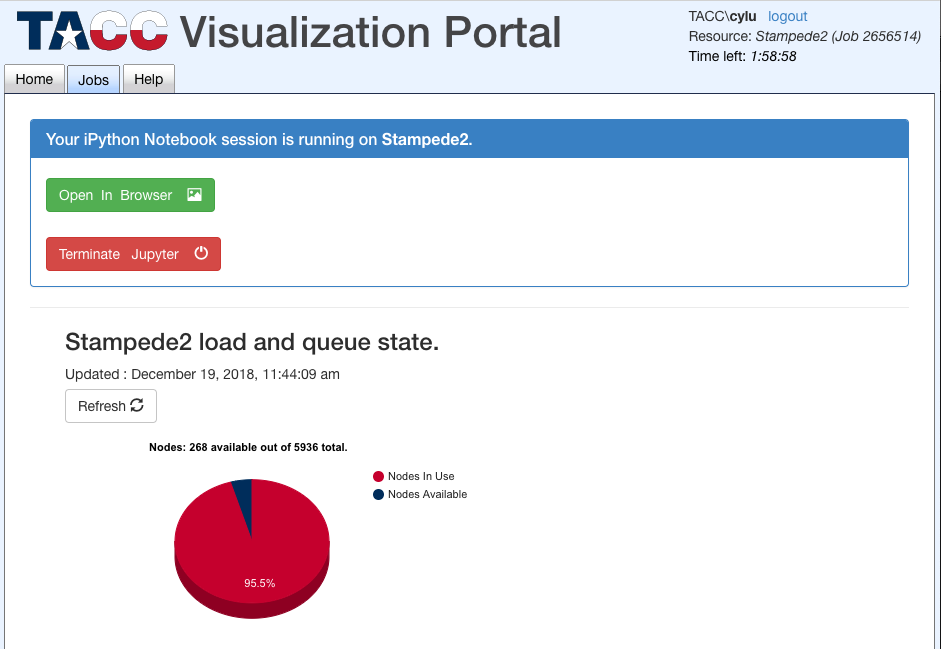 TACC Visualization Portal
TACC\cylu logout
Resource: Stampede2 (Job 2656514)
Time left: 1:58:58
Home Jobs Help
Your iPython Notebook session is running on Stampede2.
Open In Browser
Terminate Jupyter
Stampede2 load and queue state.
Updated : December 19, 2018, 11:44:09 am
Refresh
Nodes: 268 available out of 5936 total.
Nodes In Use
Nodes Available
95.5%